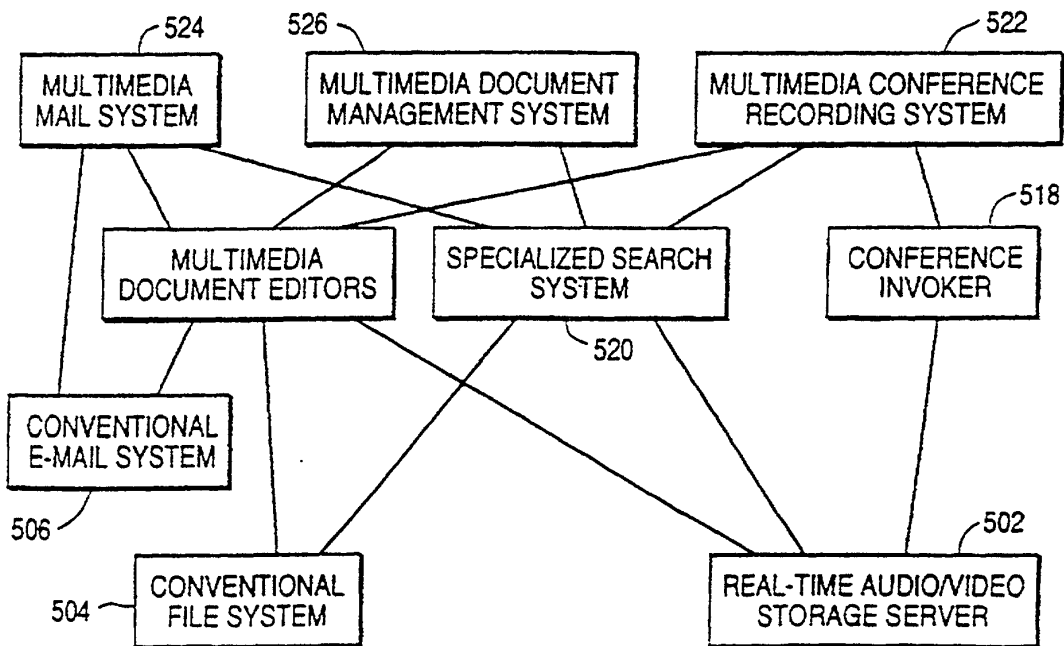 524
526
522
MULTIMEDIA
MAIL SYSTEM
MULTIMEDIA DOCUMENT
MANAGEMENT SYSTEM
MULTIMEDIA CONFERENCE
RECORDING SYSTEM
518
MULTIMEDIA
DOCUMENT EDITORS
SPECIALIZED SEARCH
SYSTEM
CONFERENCE
INVOKER
520
CONVENTIONAL
E-MAIL SYSTEM
506
502
504
CONVENTIONAL
FILE SYSTEM
REAL-TIME AUDIO/VIDEO
STORAGE SERVER